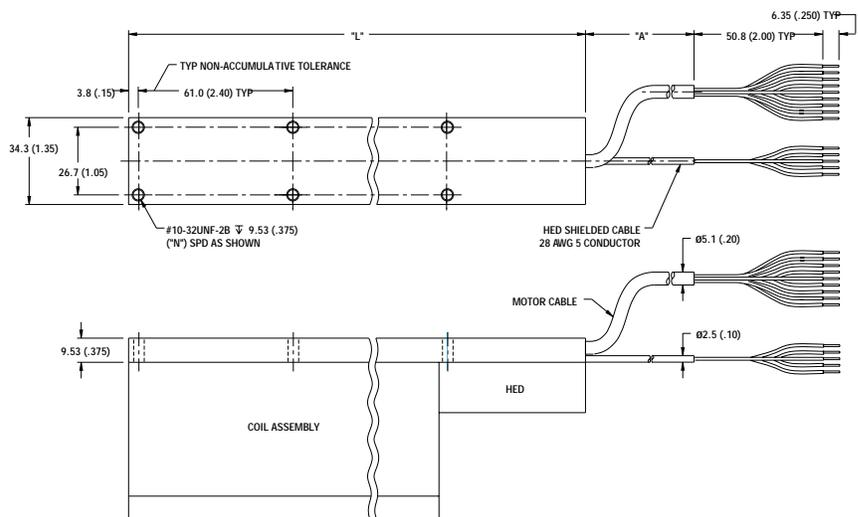 6.35 (.250) TYP
"L"
"A"
50.8 (2.00) TYP
TYP NON-ACCUMULATIVE TOLERANCE
3.8 (.15)
61.0 (2.40) TYP
34.3 (1.35)
26.7 (1.05)
#10-32UNF-2B ↧ 9.53 (.375)
("N") SPD AS SHOWN
HED SHIELDED CABLE
28 AWG 5 CONDUCTOR
Ø5.1 (.20)
MOTOR CABLE
Ø2.5 (.10)
9.53 (.375)
HED
COIL ASSEMBLY